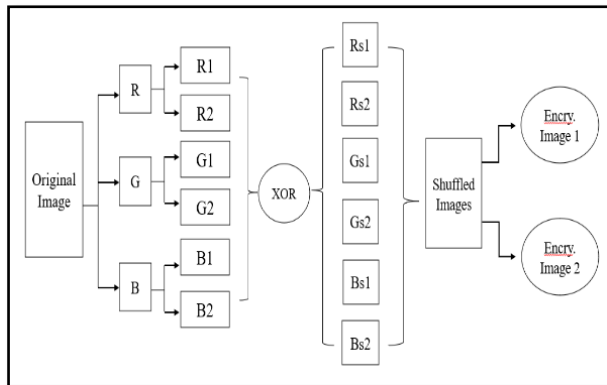 Original
Image
R
G
B
R1
R2
G1
G2
B1
B2
XOR
Rs1
Rs2
Gs1
Gs2
Bs1
Bs2
Shuffled
Images
Encry.
Image 1
Encry.
Image 2